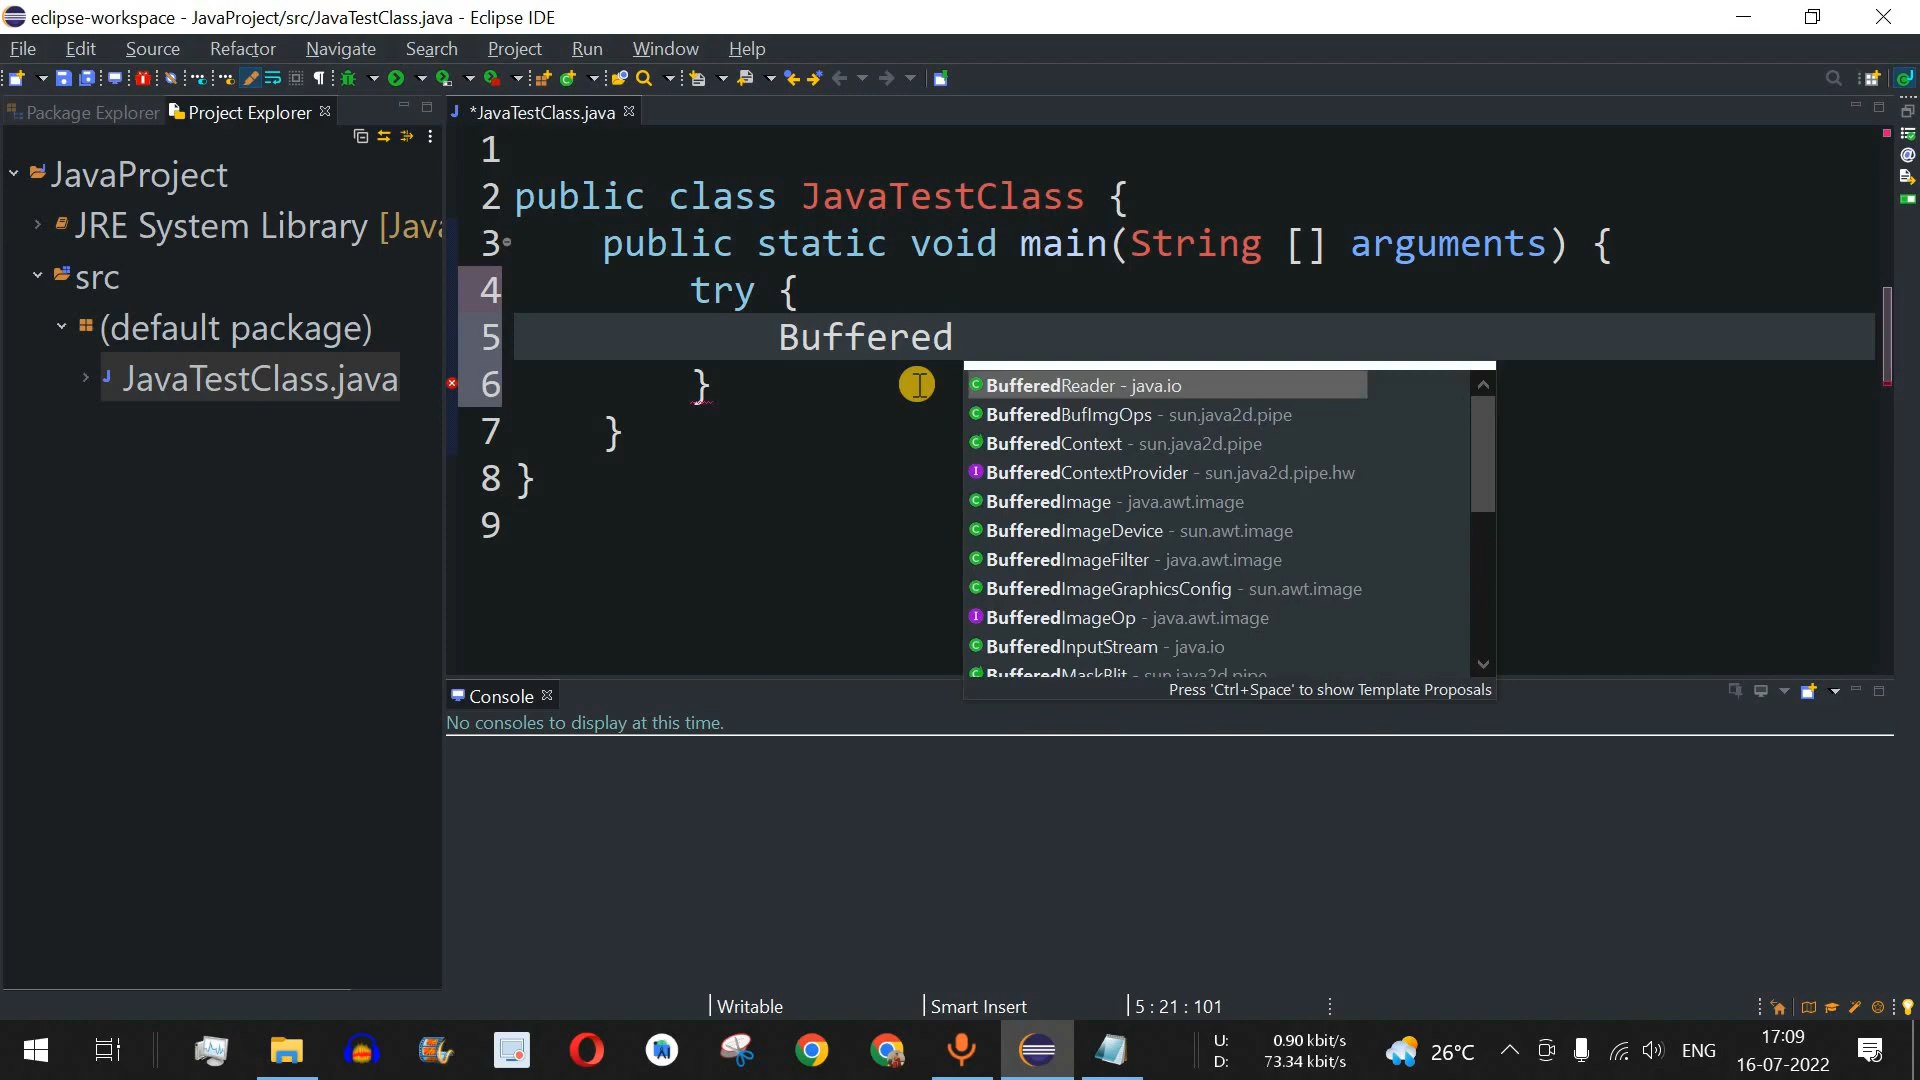 eclipse-workspace - JavaProject/src/JavaTestClass.java - Eclipse IDE
File Edit Source Refactor Navigate Search Project Run Window Help
Package Explorer Project Explorer
*JavaTestClass.java
JavaProject
JRE System Library [Java
src
(default package)
JavaTestClass.java
1
2 public class JavaTestClass {
3 public static void main(String [] arguments) {
4 try {
5 Buffered
6 }
7 }
8 }
9
BufferedReader - java.io
BufferedBufImgOps - sun.java2d.pipe
BufferedContext - sun.java2d.pipe
BufferedContextProvider - sun.java2d.pipe.hw
BufferedImage - java.awt.image
BufferedImageDevice - sun.awt.image
BufferedImageFilter - java.awt.image
BufferedImageGraphicsConfig - sun.awt.image
BufferedImageOp - java.awt.image
BufferedInputStream - java.io
BufferedMaskBlit - sun.java2d.pipe
Press 'Ctrl+Space' to show Template Proposals
Console
No consoles to display at this time.
Writable Smart Insert 5 : 21 : 101
U: 0.90 kbit/s
D: 73.34 kbit/s
26°C
ENG
17:09
16-07-2022